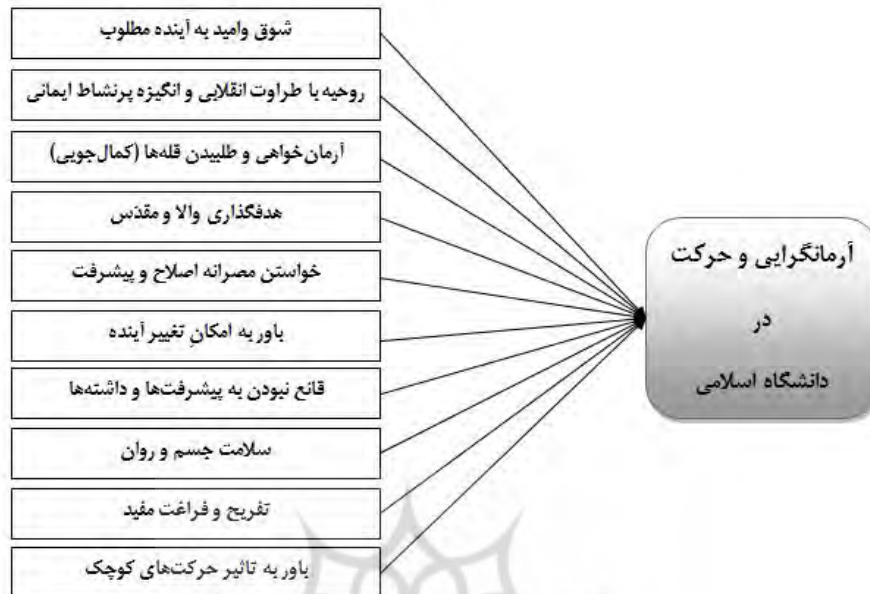 شوق وامید به آینده مطلوب
روحیه با طراوت انقلابی و انگیزه پرنشاط ایمانی
آرمان‌خواهی و طلبیدن قله‌ها (کمال‌جویی)
هدفگذاری والا و مقدّس
خواستن مصرانه اصلاح و پیشرفت
باور به امکانِ تغییر آینده
قانع نبودن به پیشرفت‌ها و داشته‌ها
سلامت جسم و روان
تفریح و فراغت مفید
باور به تاثیر حرکت‌های کوچک
آرمانگرایی و حرکت
در
دانشگاه اسلامی